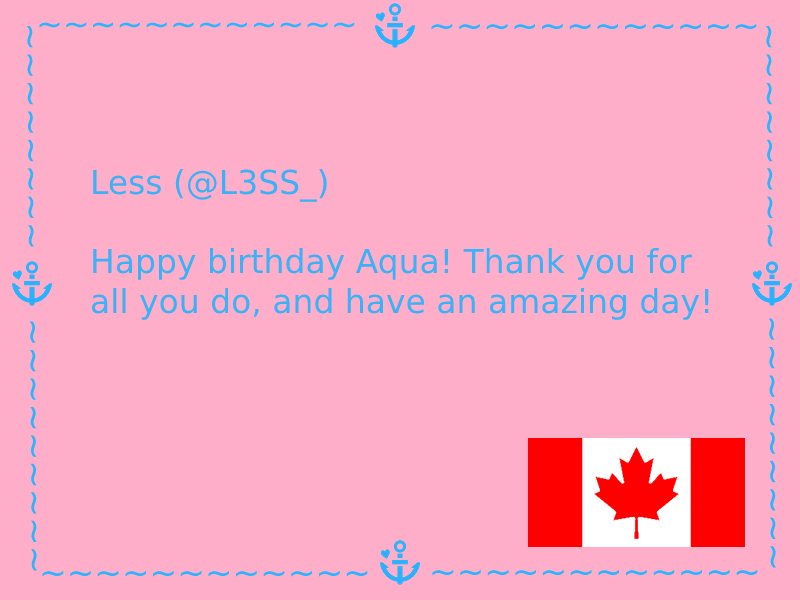 Less (@L3SS_)
Happy birthday Aqua! Thank you for
all you do, and have an amazing day!